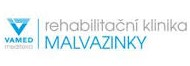 rehabilitační klinika
VAMED
MALVAZINKY
mediterra